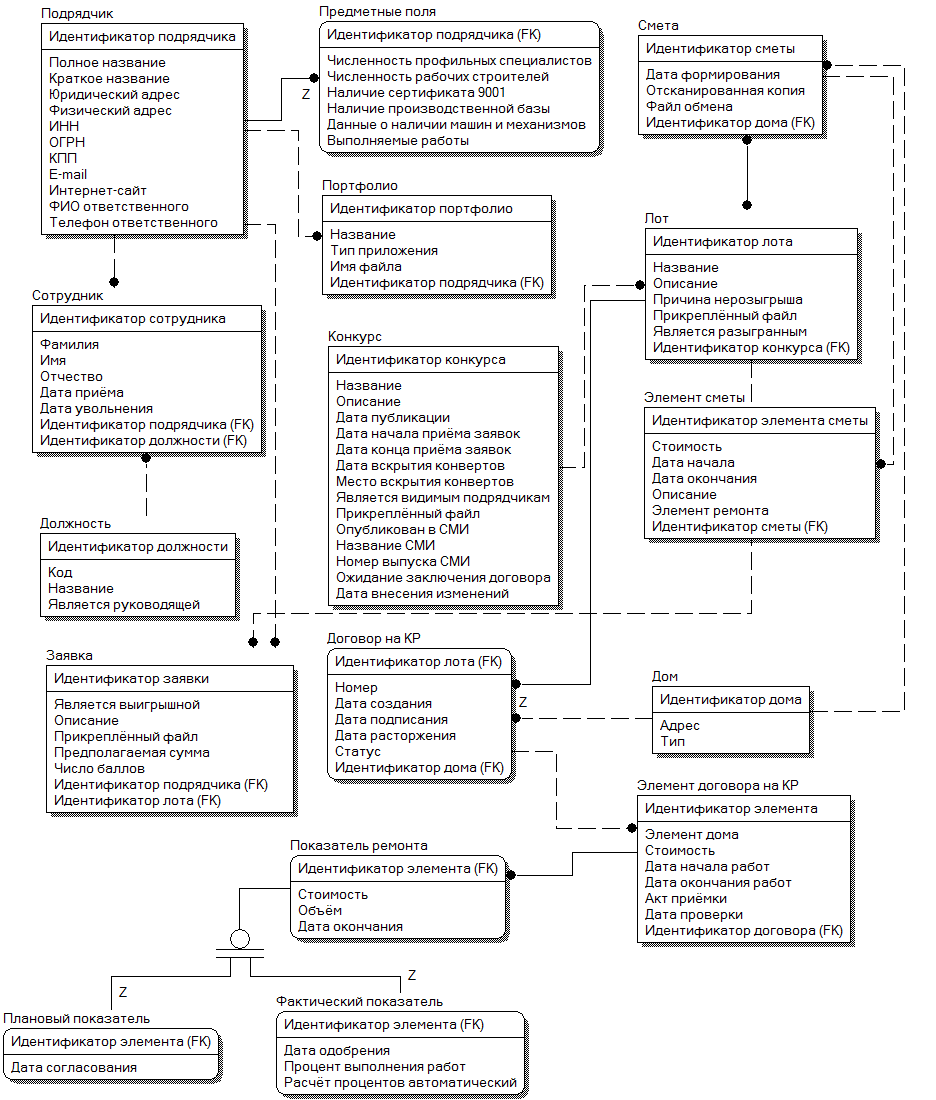 Подрядчик
Идентификатор подрядчика
Полное название
Краткое название
Юридический адрес
Физический адрес
ИНН
ОГРН
КПП
E-mail
Интернет-сайт
ФИО ответственного
Телефон ответственного
Z
Предметные поля
Идентификатор подрядчика (FK)
Численность профильных специалистов
Численность рабочих строителей
Наличие сертификата 9001
Наличие производственной базы
Данные о наличии машин и механизмов
Выполняемые работы
Смета
Идентификатор сметы
Дата формирования
Отсканированная копия
Файл обмена
Идентификатор дома (FK)
Портфолио
Идентификатор портфолио
Название
Тип приложения
Имя файла
Идентификатор подрядчика (FK)
Лот
Идентификатор лота
Название
Описание
Причина нерозыгрыша
Прикреплённый файл
Является разыгранным
Идентификатор конкурса (FK)
Сотрудник
Идентификатор сотрудника
Фамилия
Имя
Отчество
Дата приёма
Дата увольнения
Идентификатор подрядчика (FK)
Идентификатор должности (FK)
Конкурс
Идентификатор конкурса
Название
Описание
Дата публикации
Дата начала приёма заявок
Дата конца приёма заявок
Дата вскрытия конвертов
Место вскрытия конвертов
Является видимым подрядчикам
Прикреплённый файл
Опубликован в СМИ
Название СМИ
Номер выпуска СМИ
Ожидание заключения договора
Дата внесения изменений
Элемент сметы
Идентификатор элемента сметы
Стоимость
Дата начала
Дата окончания
Описание
Элемент ремонта
Идентификатор сметы (FK)
Должность
Идентификатор должности
Код
Название
Является руководящей
Заявка
Идентификатор заявки
Является выигрышной
Описание
Прикреплённый файл
Предполагаемая сумма
Число баллов
Идентификатор подрядчика (FK)
Идентификатор лота (FK)
Договор на КР
Идентификатор лота (FK)
Номер
Дата создания
Дата подписания
Дата расторжения
Статус
Идентификатор дома (FK)
Z
Дом
Идентификатор дома
Адрес
Тип
Элемент договора на КР
Идентификатор элемента
Элемент дома
Стоимость
Дата начала работ
Дата окончания работ
Акт приёмки
Дата проверки
Идентификатор договора (FK)
Показатель ремонта
Идентификатор элемента (FK)
Стоимость
Объём
Дата окончания
Z
Z
Плановый показатель
Идентификатор элемента (FK)
Дата согласования
Фактический показатель
Идентификатор элемента (FK)
Дата одобрения
Процент выполнения работ
Расчёт процентов автоматический